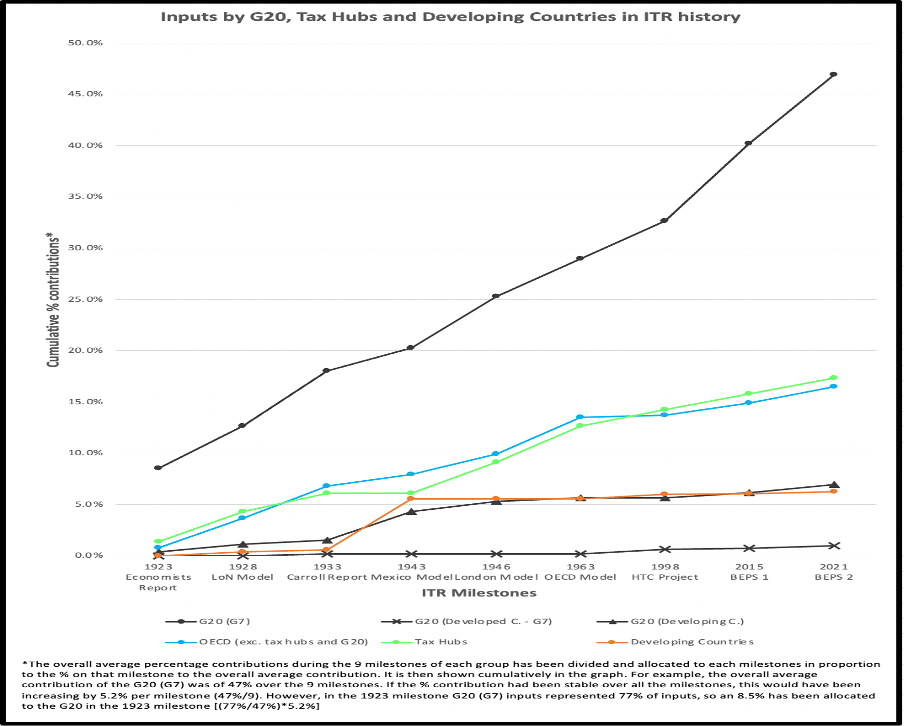 Inputs by G20, Tax Hubs and Developing Countries in ITR history
50.0%
45.0%
40.0%
35.0%
30.0%
25.0%
20.0%
15.0%
10.0%
5.0%
0.0%
Cumulative % contributions*
1923 1928 1933 1943 1946 1963 1998 2015 2021
Economists LoN Model Carroll Report Mexico Model London Model OECD Model HTC Project BEPS 1 BEPS 2
Report
ITR Milestones
G20 (G7) G20 (Developed C. - G7) G20 (Developing C.)
OECD (exc. tax hubs and G20) Tax Hubs Developing Countries
*The overall average percentage contributions during the 9 milestones of each group has been divided and allocated to each milestones in proportion
to the % on that milestone to the overall average contribution. It is then shown cumulatively in the graph. For example, the overall average
contribution of the G20 (G7) was of 47% over the 9 milestones. If the % contribution had been stable over all the milestones, this would have been
increasing by 5.2% per milestone (47%/9). However, in the 1923 milestone G20 (G7) inputs represented 77% of inputs, so an 8.5% has been allocated
to the G20 in the 1923 milestone [(77%/47%)*5.2%]